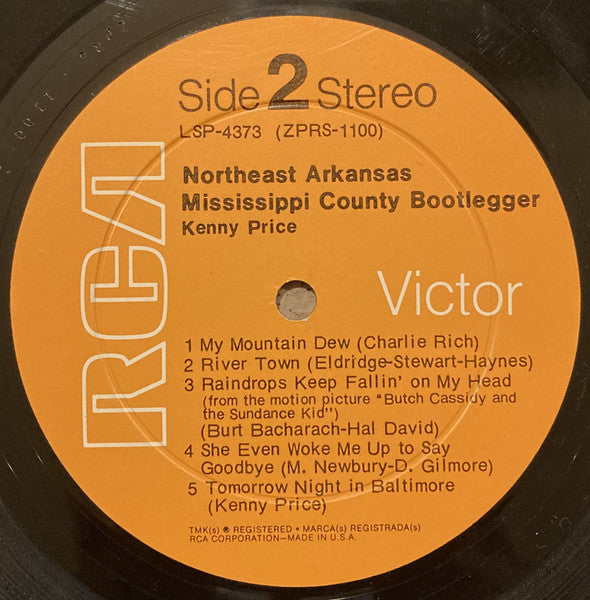 Side 2 Stereo
LSP-4373 (ZPRS-1100)
Northeast Arkansas
Mississippi County Bootlegger
Kenny Price
RCA
Victor
1 My Mountain Dew (Charlie Rich)
2 River Town (Eldridge-Stewart-Haynes)
3 Raindrops Keep Fallin' on My Head
(from the motion picture "Butch Cassidy and
the Sundance Kid")
(Burt Bacharach-Hal David)
4 She Even Woke Me Up to Say
Goodbye (M. Newbury-D. Gilmore)
5 Tomorrow Night in Baltimore
(Kenny Price)
TMK(s) ® REGISTERED • MARCA(s) REGISTRADA(s)
RCA CORPORATION—MADE IN U.S.A.